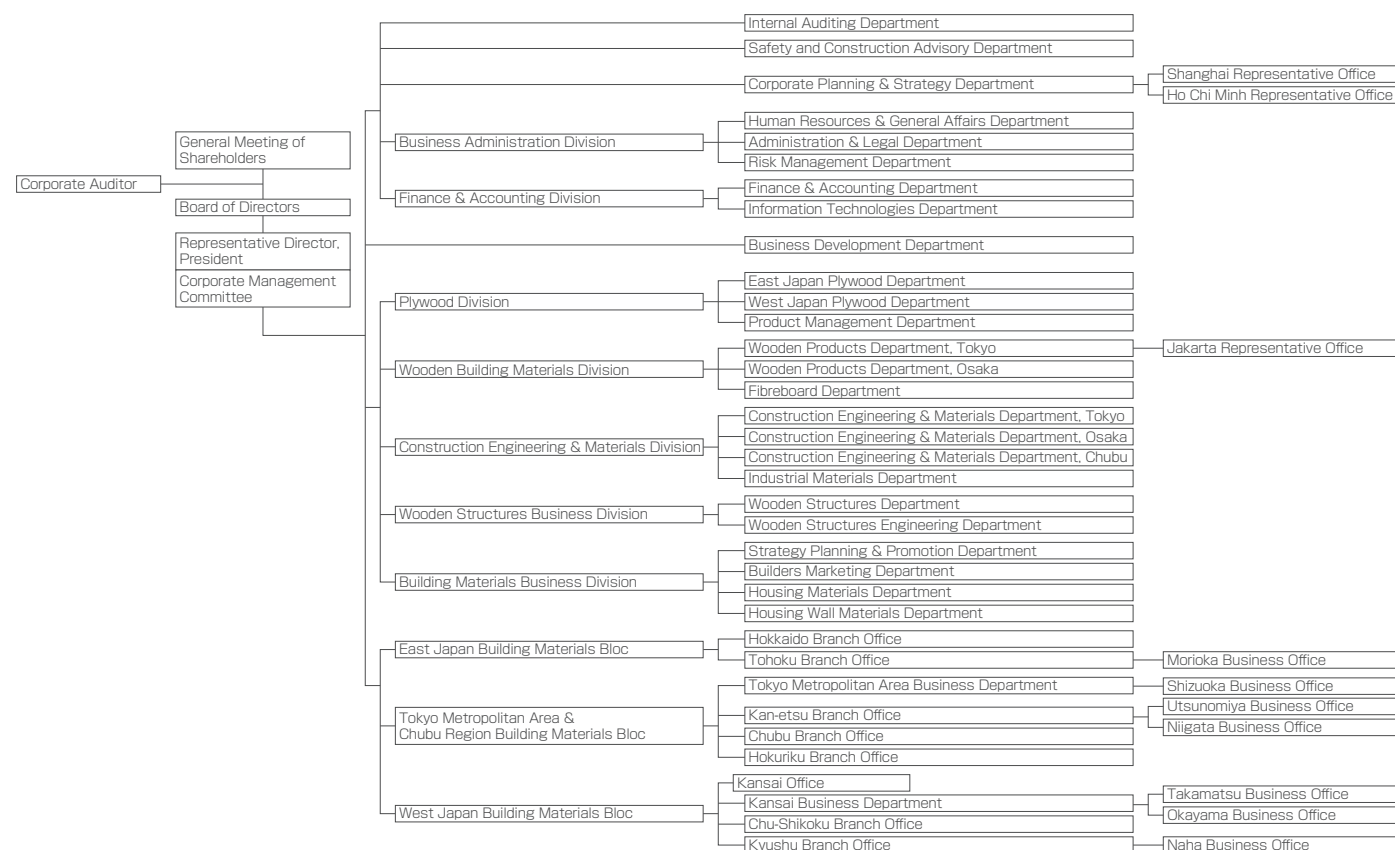 Corporate Auditor
General Meeting of
Shareholders
Board of Directors
Representative Director,
President
Corporate Management
Committee
Internal Auditing Department
Safety and Construction Advisory Department
Corporate Planning & Strategy Department
Shanghai Representative Office
Ho Chi Minh Representative Office
Business Administration Division
Human Resources & General Affairs Department
Administration & Legal Department
Risk Management Department
Finance & Accounting Division
Finance & Accounting Department
Information Technologies Department
Business Development Department
Plywood Division
East Japan Plywood Department
West Japan Plywood Department
Product Management Department
Wooden Building Materials Division
Wooden Products Department, Tokyo
Jakarta Representative Office
Wooden Products Department, Osaka
Fibreboard Department
Construction Engineering & Materials Division
Construction Engineering & Materials Department, Tokyo
Construction Engineering & Materials Department, Osaka
Construction Engineering & Materials Department, Chubu
Industrial Materials Department
Wooden Structures Business Division
Wooden Structures Department
Wooden Structures Engineering Department
Building Materials Business Division
Strategy Planning & Promotion Department
Builders Marketing Department
Housing Materials Department
Housing Wall Materials Department
East Japan Building Materials Bloc
Hokkaido Branch Office
Tohoku Branch Office
Morioka Business Office
Tokyo Metropolitan Area &
Chubu Region Building Materials Bloc
Tokyo Metropolitan Area Business Department
Shizuoka Business Office
Kan-etsu Branch Office
Utsunomiya Business Office
Niigata Business Office
Chubu Branch Office
Hokuriku Branch Office
West Japan Building Materials Bloc
Kansai Office
Kansai Business Department
Takamatsu Business Office
Okayama Business Office
Chu-Shikoku Branch Office
Kyushu Branch Office
Naha Business Office